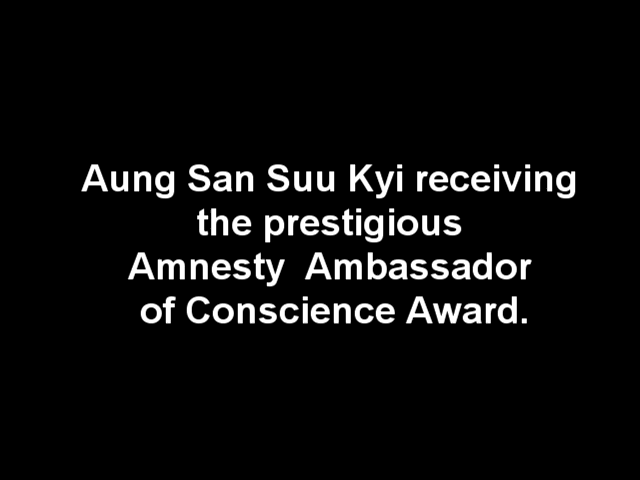 Aung San Suu Kyi receiving
the prestigious
Amnesty  Ambassador
of Conscience Award.